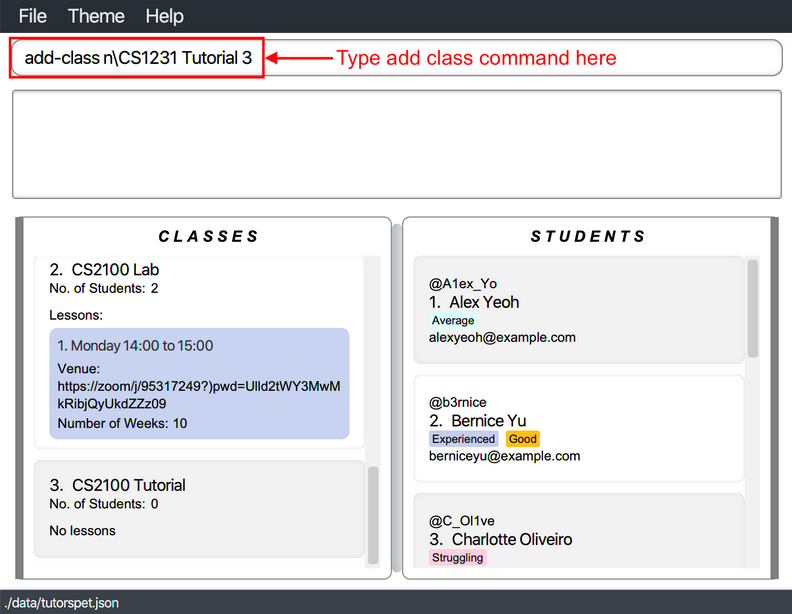 File Theme Help
add-class n\CS1231 Tutorial 3
Type add class command here
CLASSES
2. CS2100 Lab
No. of Students: 2
Lessons:
1. Monday 14:00 to 15:00
Venue:
https://zoom/j/95317249?)pwd=Ulld2tWY3MwM
kRibjQyUkdZZz09
Number of Weeks: 10
3. CS2100 Tutorial
No. of Students: 0
No lessons
STUDENTS
@A1ex_Yo
1. Alex Yeoh
Average
alexyeoh@example.com
@b3rnice
2. Bernice Yu
Experienced Good
berniceyu@example.com
@C_Ol1ve
3. Charlotte Oliveiro
Struggling
./data/tutorspet.json